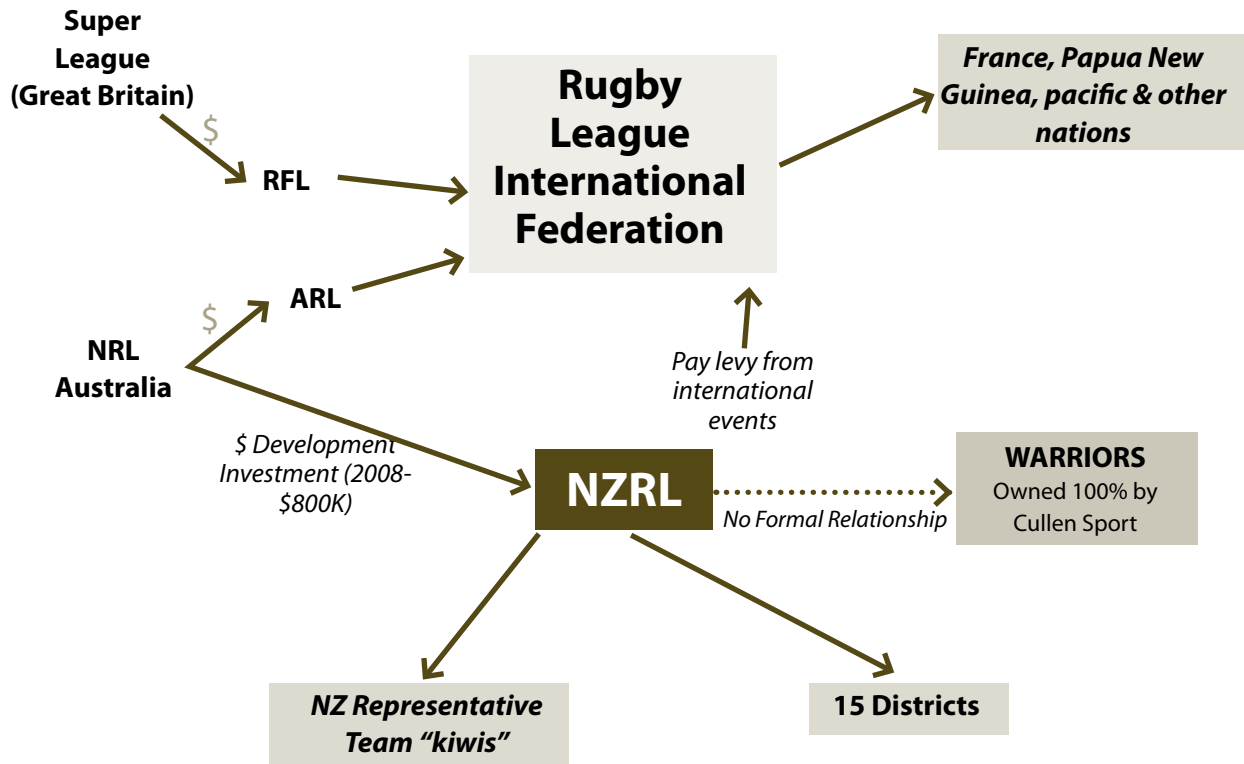 Super
League
(Great Britain)
$
RFL
Rugby
League
International
Federation
France, Papua New
Guinea, pacific & other
nations
$
ARL
NRL
Australia
$ Development
Investment (2008-
$800K)
Pay levy from
international
events
NZRL
No Formal Relationship
WARRIORS
Owned 100% by
Cullen Sport
NZ Representative
Team “kiwis”
15 Districts